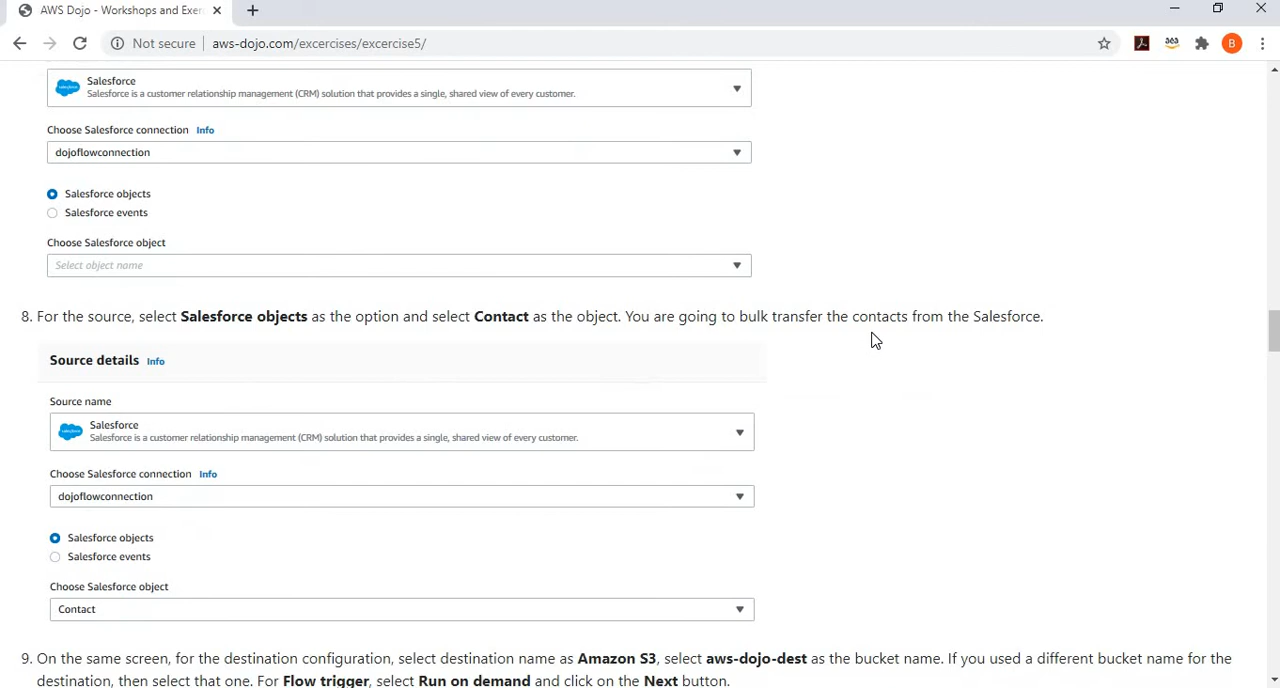 AWS Dojo - Workshops and Exer
Not secure
aws-dojo.com/excercises/excercise5/
B
Salesforce
Salesforce is a customer relationship management (CRM) solution that provides a single, shared view of every customer.
Choose Salesforce connection Info
dojoflowconnection
Salesforce objects
Salesforce events
Choose Salesforce object
Select object name
8. For the source, select Salesforce objects as the option and select Contact as the object. You are going to bulk transfer the contacts from the Salesforce.
Source details Info
Source name
Salesforce
Salesforce is a customer relationship management (CRM) solution that provides a single, shared view of every customer.
Choose Salesforce connection Info
dojoflowconnection
Salesforce objects
Salesforce events
Choose Salesforce object
Contact
9. On the same screen, for the destination configuration, select destination name as Amazon S3, select aws-dojo-dest as the bucket name. If you used a different bucket name for the
destination, then select that one. For Flow trigger, select Run on demand and click on the Next button.